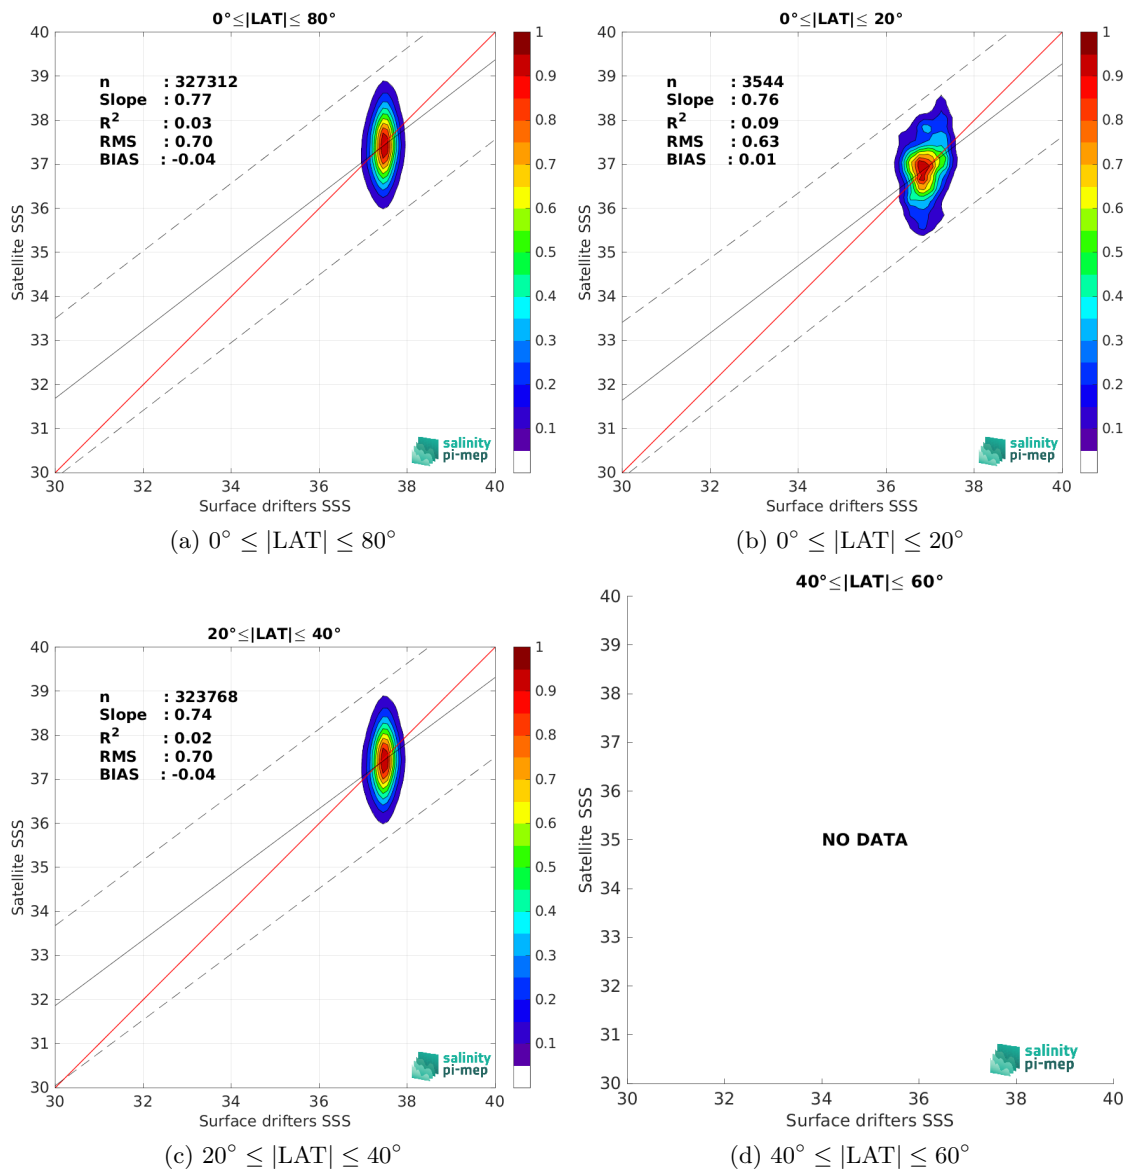 0°≤|LAT|≤ 80°
40
39
38
37
36
35
34
33
32
31
30
Satellite SSS
n : 327312
Slope : 0.77
R² : 0.03
RMS : 0.70
BIAS : -0.04
salinity
pi-mep
30 32 34 36 38 40
Surface drifters SSS
1
0.9
0.8
0.7
0.6
0.5
0.4
0.3
0.2
0.1
(a) 0° ≤ |LAT| ≤ 80°
0°≤|LAT|≤ 20°
40
39
38
37
36
35
34
33
32
31
30
Satellite SSS
n : 3544
Slope : 0.76
R² : 0.09
RMS : 0.63
BIAS : 0.01
salinity
pi-mep
30 32 34 36 38 40
Surface drifters SSS
1
0.9
0.8
0.7
0.6
0.5
0.4
0.3
0.2
0.1
(b) 0° ≤ |LAT| ≤ 20°
20°≤|LAT|≤ 40°
40
39
38
37
36
35
34
33
32
31
30
Satellite SSS
n : 323768
Slope : 0.74
R² : 0.02
RMS : 0.70
BIAS : -0.04
salinity
pi-mep
30 32 34 36 38 40
Surface drifters SSS
1
0.9
0.8
0.7
0.6
0.5
0.4
0.3
0.2
0.1
(c) 20° ≤ |LAT| ≤ 40°
40°≤|LAT|≤ 60°
40
39
38
37
36
35
34
33
32
31
30
Satellite SSS
NO DATA
salinity
pi-mep
30 32 34 36 38 40
Surface drifters SSS
(d) 40° ≤ |LAT| ≤ 60°